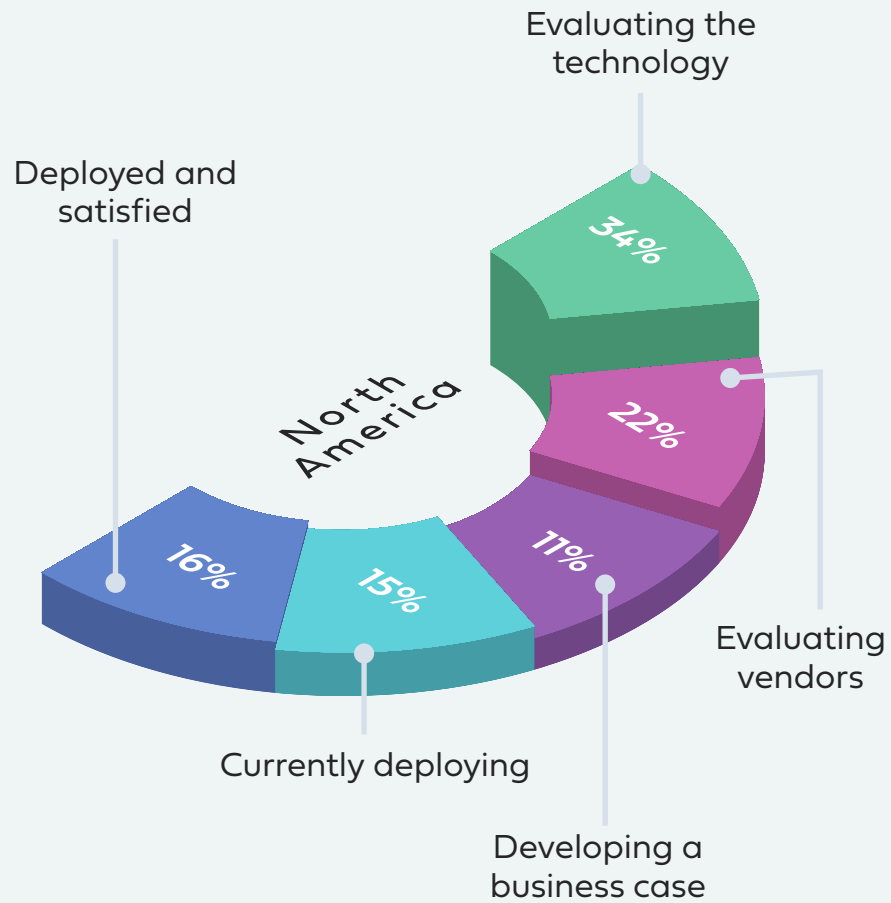 Evaluating the
technology
Deployed and
satisfied
34%
North
America
22%
11%
16%
15%
Evaluating
vendors
Currently deploying
Developing a
business case